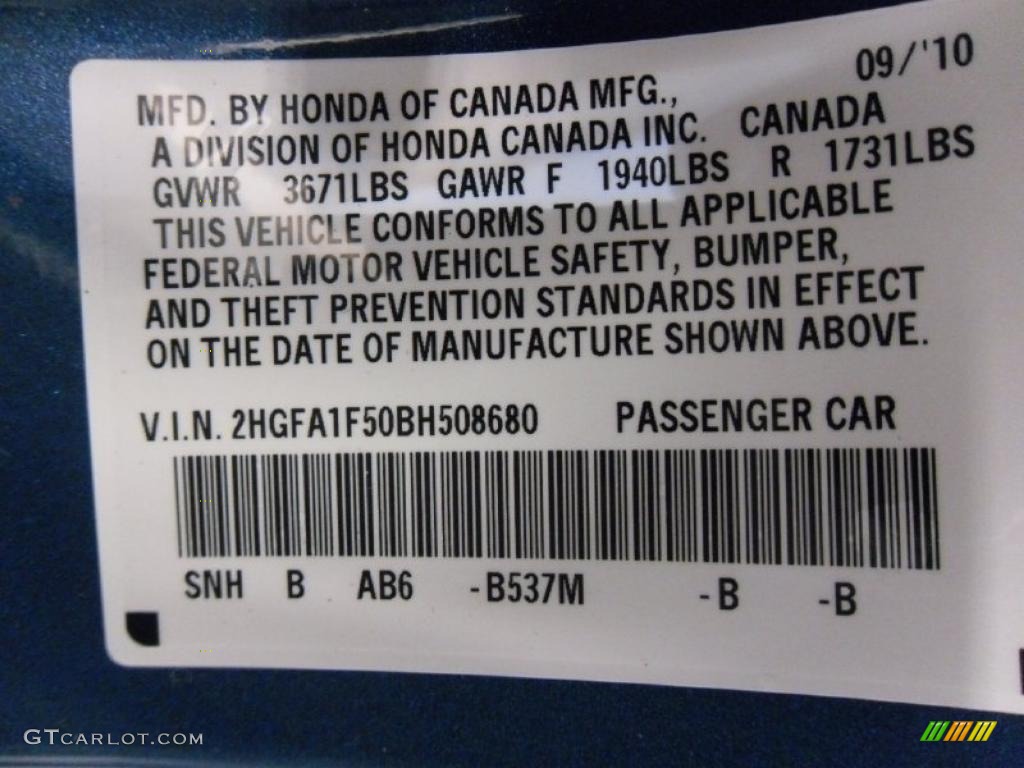 09/'10
MFD. BY HONDA OF CANADA MFG.,
A DIVISION OF HONDA CANADA INC. CANADA
GVWR 3671LBS GAWR F 1940LBS R 1731LBS
THIS VEHICLE CONFORMS TO ALL APPLICABLE
FEDERAL MOTOR VEHICLE SAFETY, BUMPER,
AND THEFT PREVENTION STANDARDS IN EFFECT
ON THE DATE OF MANUFACTURE SHOWN ABOVE.
V.I.N. 2HGFA1F50BH508680 PASSENGER CAR
SNH B AB6 -B537M -B -B
GTCARLOT.COM